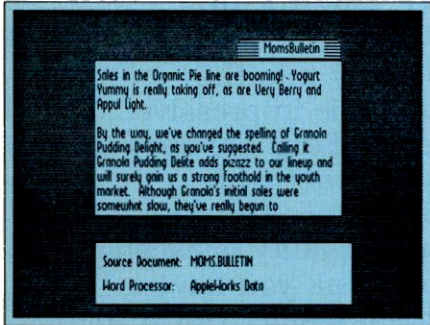 MomsBulletin
Sales in the Organic Pie line are booming! Yogurt
Yummy is really taking off, as are Very Berry and
Appul Light.
By the way, we've changed the spelling of Granola
Pudding Delight, as you've suggested. Calling it
Granola Pudding Delite adds pizazz to our lineup and
will surely gain us a strong foothold in the youth
market. Although Granola's initial sales were
somewhat slow, they've really begun to
Source Document: MOMS.BULLETIN
Word Processor: AppleWorks Data